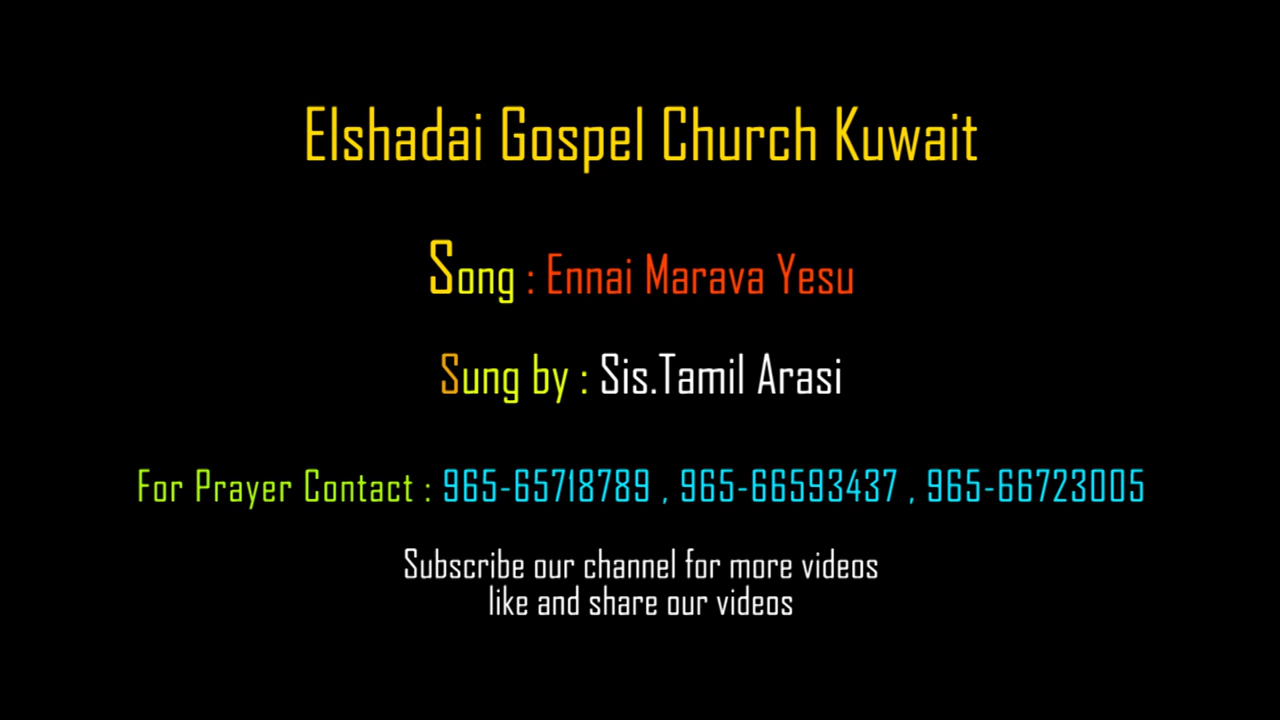 Elshadai Gospel Church Kuwait
Song : Ennai Marava Yesu
Sung by : Sis.Tamil Arasi
For Prayer Contact : 965-65718789 , 965-66593437 , 965-66723005
Subscribe our channel for more videos
like and share our videos